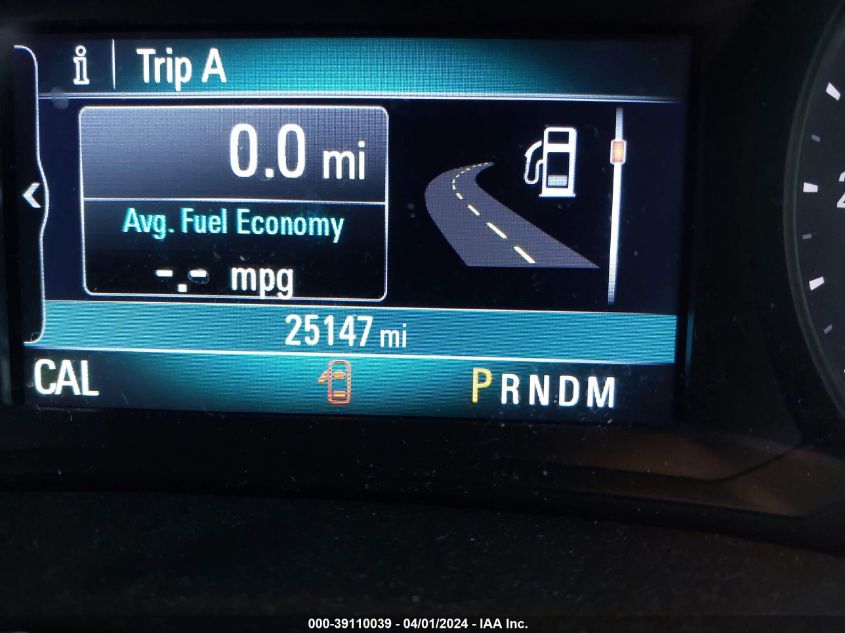 i Trip A
0.0 mi
Avg. Fuel Economy
-.- mpg
25147 mi
CAL
PRNDM
2
000-39110039 - 04/01/2024 - IAA Inc.